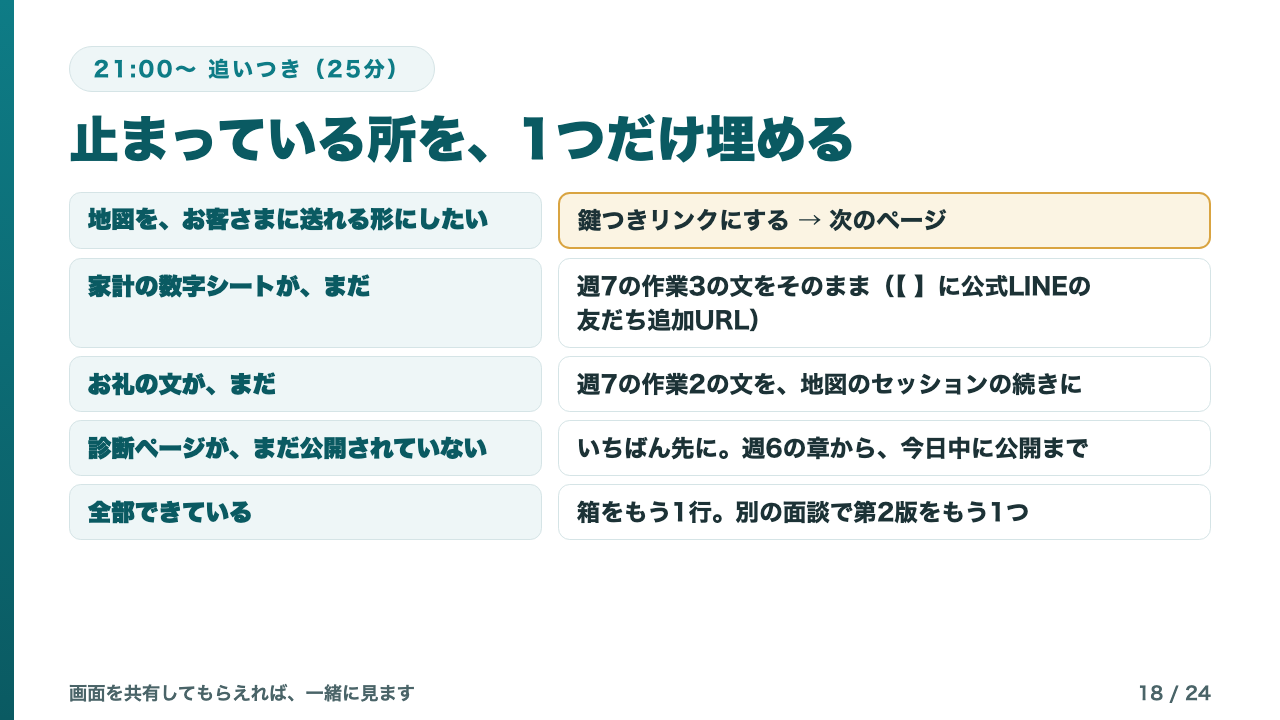 21:00〜 追いつき（25分）
止まっている所を、1つだけ埋める
地図を、お客さまに送れる形にしたい
鍵つきリンクにする → 次のページ
家計の数字シートが、まだ
週7の作業3の文をそのまま（【 】に公式LINEの
友だち追加URL）
お礼の文が、まだ
週7の作業2の文を、地図のセッションの続きに
診断ページが、まだ公開されていない
いちばん先に。週6の章から、今日中に公開まで
全部できている
箱をもう1行。別の面談で第2版をもう1つ
画面を共有してもらえれば、一緒に見ます
18 / 24